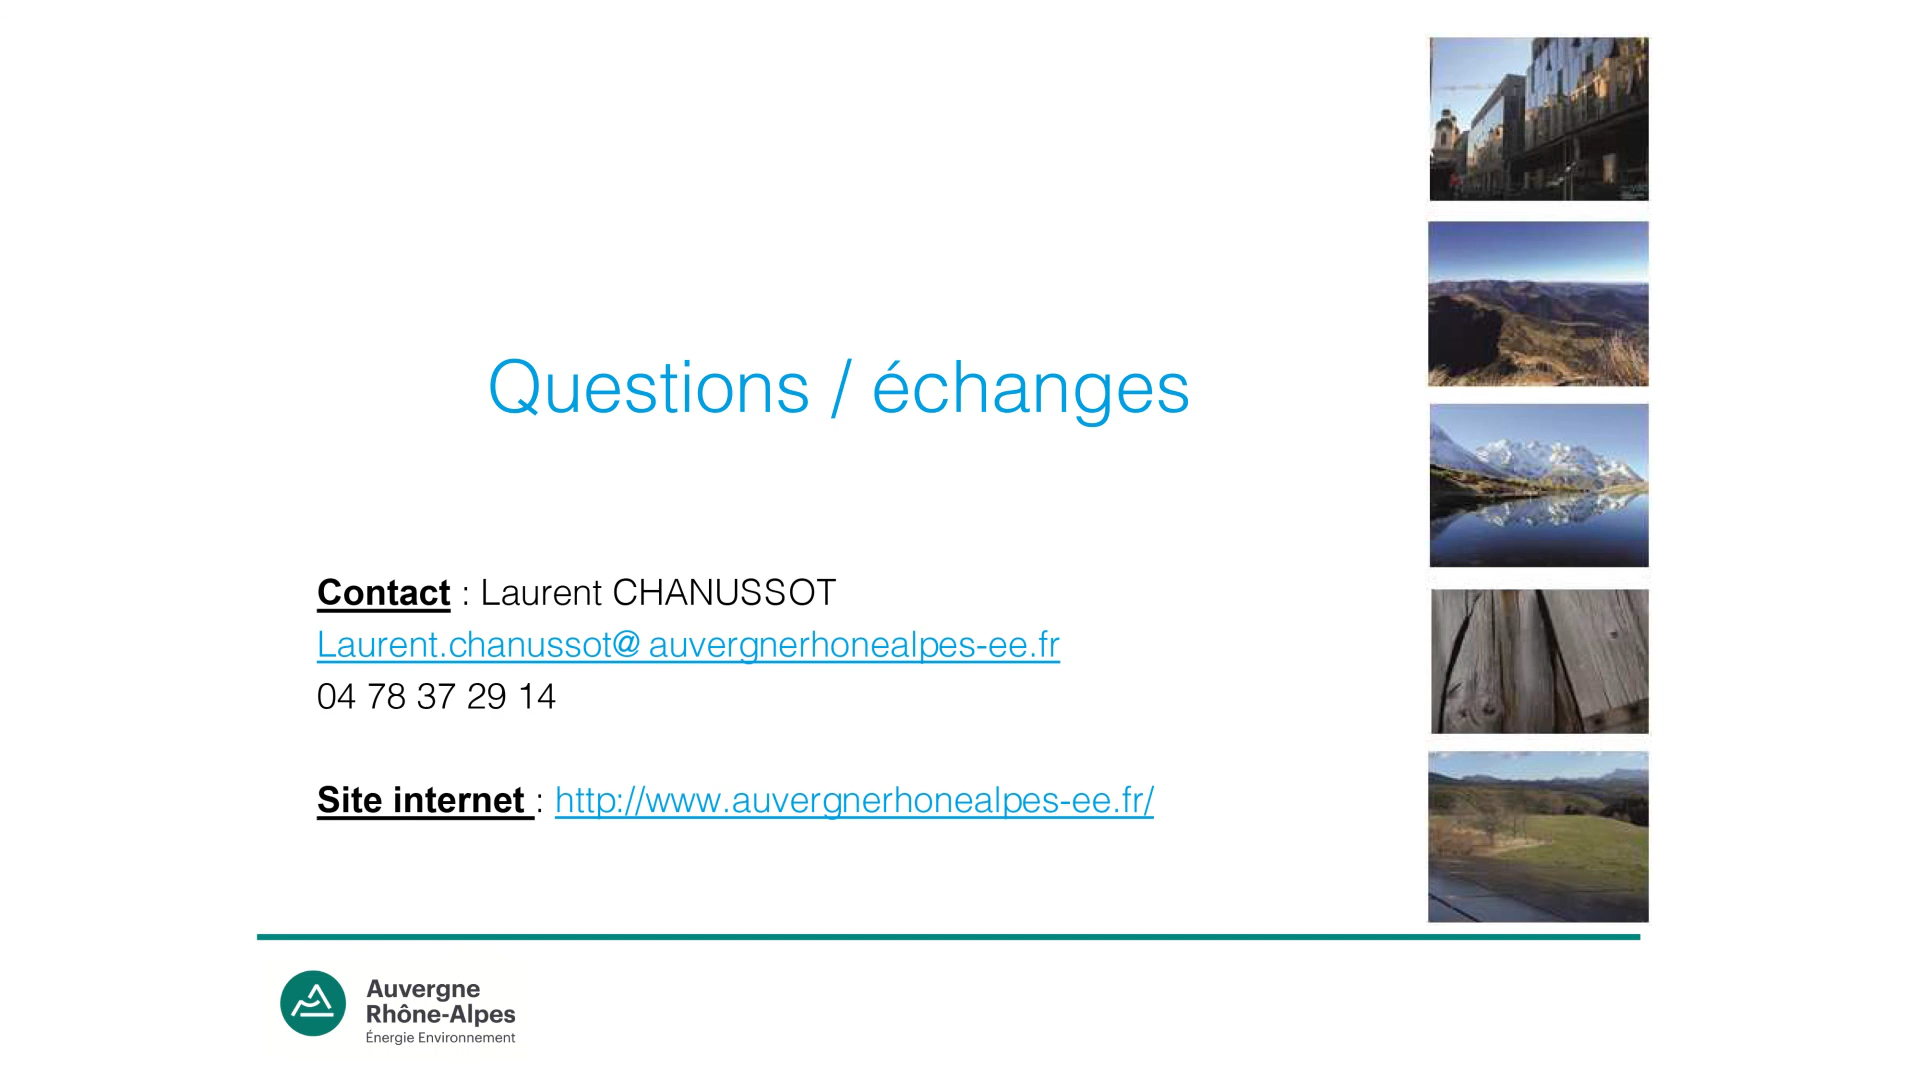 Questions / échanges
Contact : Laurent CHANUSSOT
Laurent.chanussot@ auvergnerhonealpes-ee.fr
04 78 37 29 14
Site internet : http://www.auvergnerhonealpes-ee.fr/
Auvergne
Rhône-Alpes
Énergie Environnement